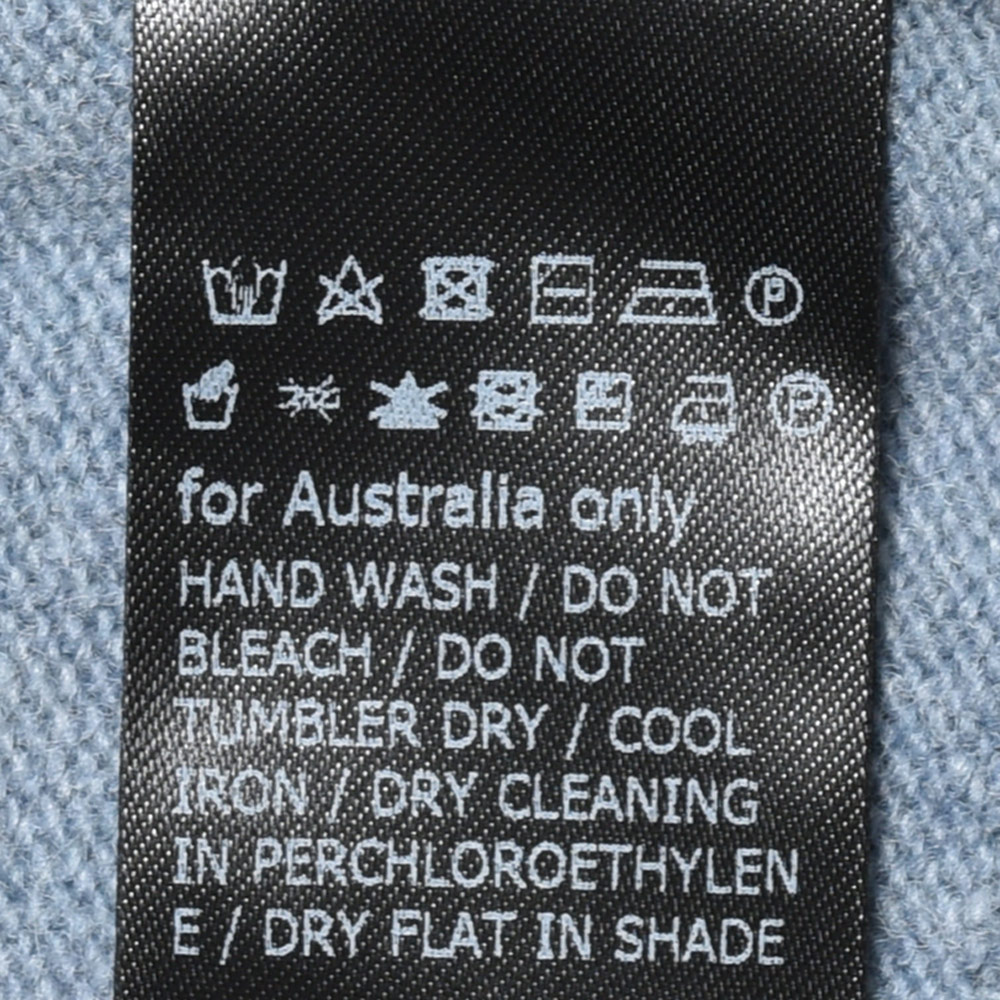 P
P
for Australia only
HAND WASH / DO NOT
BLEACH / DO NOT
TUMBLER DRY / COOL
IRON / DRY CLEANING
IN PERCHLOROETHYLEN
E / DRY FLAT IN SHADE